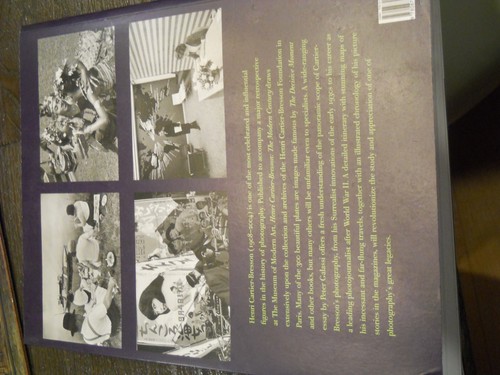 Henri Cartier-Bresson (1908–2004) is one of the most celebrated and influential
figures in the history of photography. Published to accompany a major retrospective
at The Museum of Modern Art, Henri Cartier-Bresson: The Modern Century draws
extensively upon the collection and archives of the Henri Cartier-Bresson Foundation in
Paris. Many of the 300 beautiful plates are images made famous by The Decisive Moment
and other books, but many others will be unfamiliar even to specialists. A wide-ranging
essay by Peter Galassi offers a fresh understanding of the panoramic scope of Cartier-
Bresson's photography, from his Surrealist innovations of the early 1930s to his career as
a leading photojournalist after World War II. A detailed itinerary with stunning maps of
his incessant and far-flung travels, together with an illustrated chronology of his picture
stories in the magazines, will revolutionize the study and appreciation of one of
photography's great legacies.